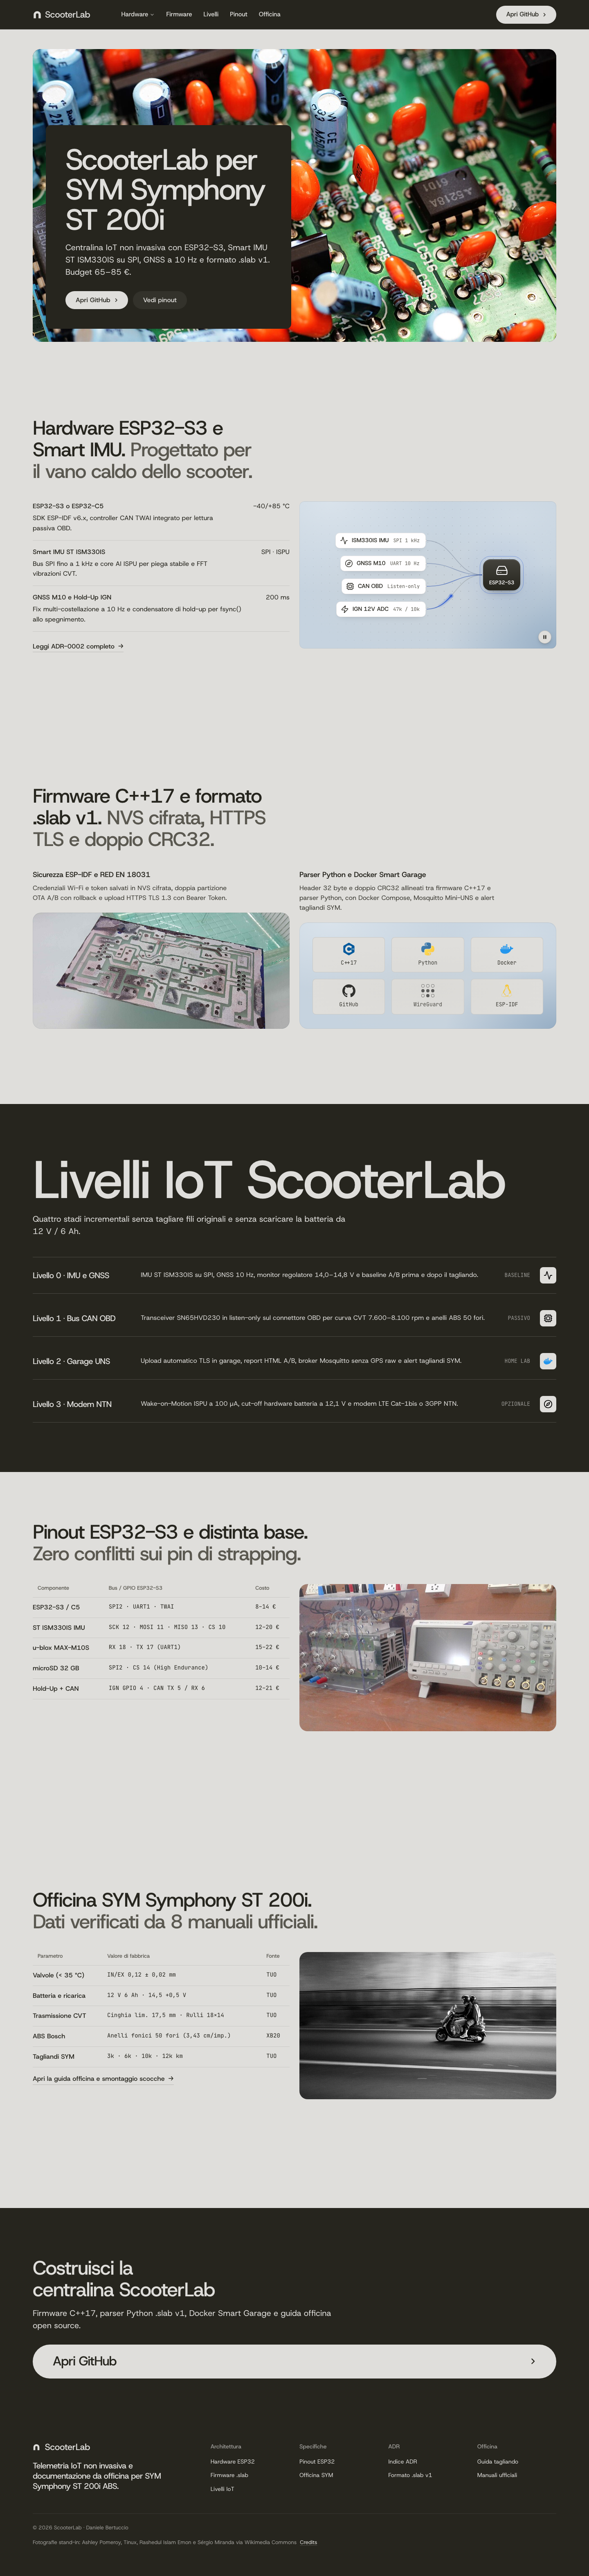 ScooterLab
Hardware
Firmware
Livelli
Pinout
Officina
Apri GitHub
ScooterLab per
SYM Symphony
ST 200i
Centralina IoT non invasiva con ESP32-S3, Smart IMU
ST ISM330IS su SPI, GNSS a 10 Hz e formato .slab v1.
Budget 65–85 €.
Apri GitHub
Vedi pinout
Hardware ESP32-S3 e
Smart IMU. Progettato per
il vano caldo dello scooter.
ESP32-S3 o ESP32-C5
-40/+85 °C
SDK ESP-IDF v6.x, controller CAN TWAI integrato per lettura
passiva OBD.
Smart IMU ST ISM330IS
SPI · ISPU
Bus SPI fino a 1 kHz e core AI ISPU per piega stabile e FFT
vibrazioni CVT.
GNSS M10 e Hold-Up IGN
200 ms
Fix multi-costellazione a 10 Hz e condensatore di hold-up per fsync()
allo spegnimento.
Leggi ADR-0002 completo →
ISM330IS IMU SPI 1 kHz
GNSS M10 UART 10 Hz
CAN OBD Listen-only
IGN 12V ADC 47k / 10k
ESP32-S3
Firmware C++17 e formato
.slab v1. NVS cifrata, HTTPS
TLS e doppio CRC32.
Sicurezza ESP-IDF e RED EN 18031
Credenziali Wi-Fi e token salvati in NVS cifrata, doppia partizione
OTA A/B con rollback e upload HTTPS TLS 1.3 con Bearer Token.
Parser Python e Docker Smart Garage
Header 32 byte e doppio CRC32 allineati tra firmware C++17 e
parser Python, con Docker Compose, Mosquitto Mini-UNS e alert
tagliandi SYM.
C++17
Python
Docker
GitHub
WireGuard
ESP-IDF
Livelli IoT ScooterLab
Quattro stadi incrementali senza tagliare fili originali e senza scaricare la batteria da
12 V / 6 Ah.
Livello 0 · IMU e GNSS
IMU ST ISM330IS su SPI, GNSS 10 Hz, monitor regolatore 14,0–14,8 V e baseline A/B prima e dopo il tagliando.
BASELINE
Livello 1 · Bus CAN OBD
Transceiver SN65HVD230 in listen-only sul connettore OBD per curva CVT 7.600–8.100 rpm e anelli ABS 50 fori.
PASSIVO
Livello 2 · Garage UNS
Upload automatico TLS in garage, report HTML A/B, broker Mosquitto senza GPS raw e alert tagliandi SYM.
HOME LAB
Livello 3 · Modem NTN
Wake-on-Motion ISPU a 100 µA, cut-off hardware batteria a 12,1 V e modem LTE Cat-1bis o 3GPP NTN.
OPZIONALE
Pinout ESP32-S3 e distinta base.
Zero conflitti sui pin di strapping.
Componente
Bus / GPIO ESP32-S3
Costo
ESP32-S3 / C5
SPI2 · UART1 · TWAI
8–14 €
ST ISM330IS IMU
SCK 12 · MOSI 11 · MISO 13 · CS 10
12–20 €
u-blox MAX-M10S
RX 18 · TX 17 (UART1)
15–22 €
microSD 32 GB
SPI2 · CS 14 (High Endurance)
10–14 €
Hold-Up + CAN
IGN GPIO 4 · CAN TX 5 / RX 6
12–21 €
Officina SYM Symphony ST 200i.
Dati verificati da 8 manuali ufficiali.
Parametro
Valore di fabbrica
Fonte
Valvole (< 35 °C)
IN/EX 0,12 ± 0,02 mm
TUO
Batteria e ricarica
12 V 6 Ah · 14,5 +0,5 V
TUO
Trasmissione CVT
Cinghia lim. 17,5 mm · Rulli 18×14
TUO
ABS Bosch
Anelli fonici 50 fori (3,43 cm/imp.)
XB20
Tagliandi SYM
3k · 6k · 10k · 12k km
TUO
Apri la guida officina e smontaggio scocche →
Costruisci la
centralina ScooterLab
Firmware C++17, parser Python .slab v1, Docker Smart Garage e guida officina
open source.
Apri GitHub
ScooterLab
Telemetria IoT non invasiva e
documentazione da officina per SYM
Symphony ST 200i ABS.
Architettura
Hardware ESP32
Firmware .slab
Livelli IoT
Specifiche
Pinout ESP32
Officina SYM
ADR
Indice ADR
Formato .slab v1
Officina
Guida tagliando
Manuali ufficiali
© 2026 ScooterLab · Daniele Bertuccio
Fotografie stand-in: Ashley Pomeroy, Tinux, Rashedul Islam Emon e Sérgio Miranda via Wikimedia Commons Credits